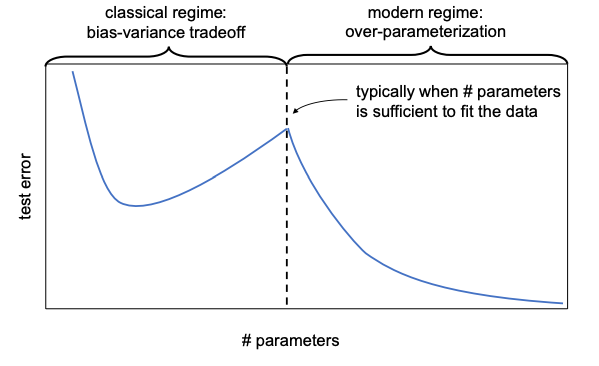 classical regime:
bias-variance tradeoff
modern regime:
over-parameterization
typically when # parameters
is sufficient to fit the data
test error
# parameters